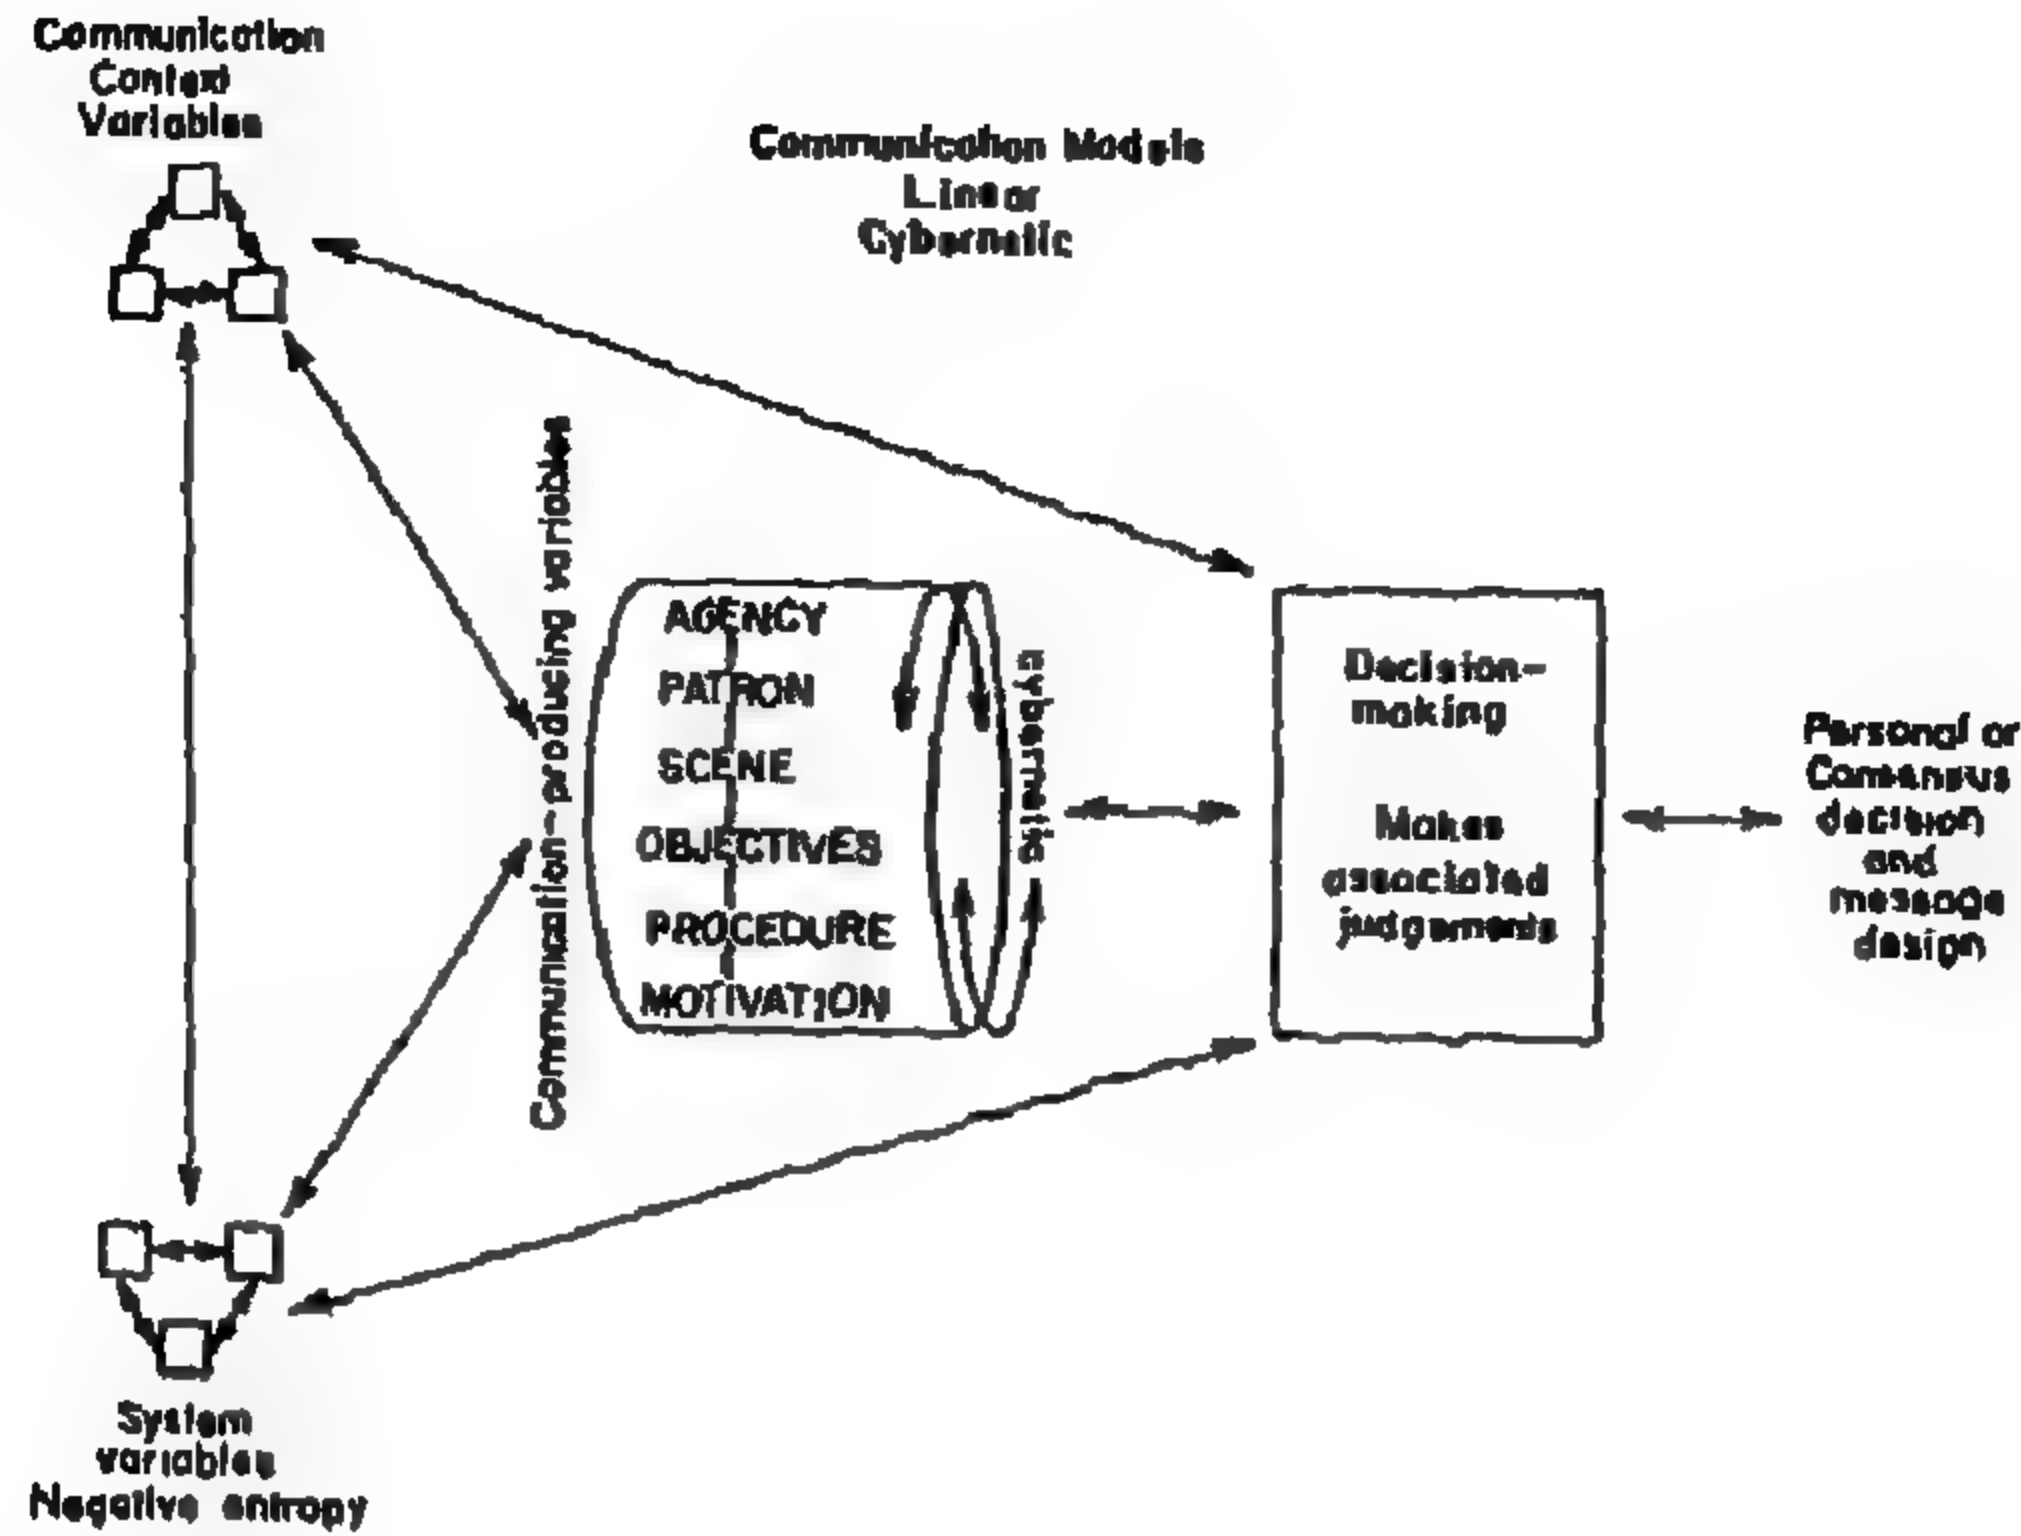 Communication
Context
Variables
Communication Models
Linear
Cybernetic
Communication-producing variables
AGENCY
PATRON
SCENE
OBJECTIVES
PROCEDURE
MOTIVATION
cybernetic
Decision-
making
Makes
associated
judgements
Personal or
Consensus
decision
and
message
design
System
variables
Negative entropy